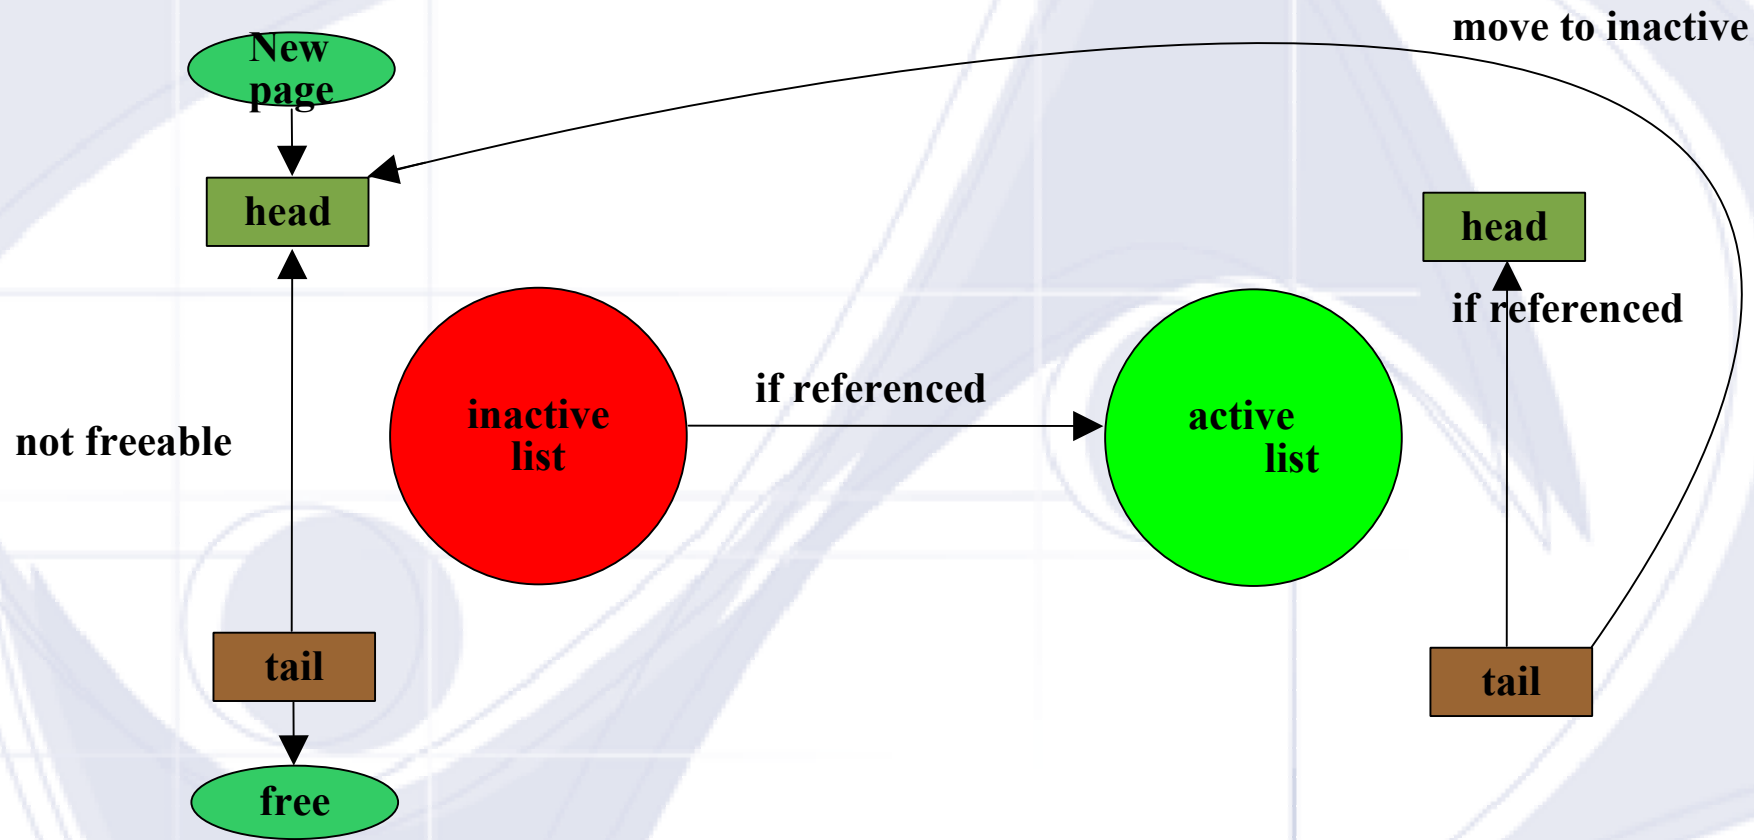 move to inactive
New
page
head
head
if referenced
if referenced
inactive
list
active
list
not freeable
tail
tail
free